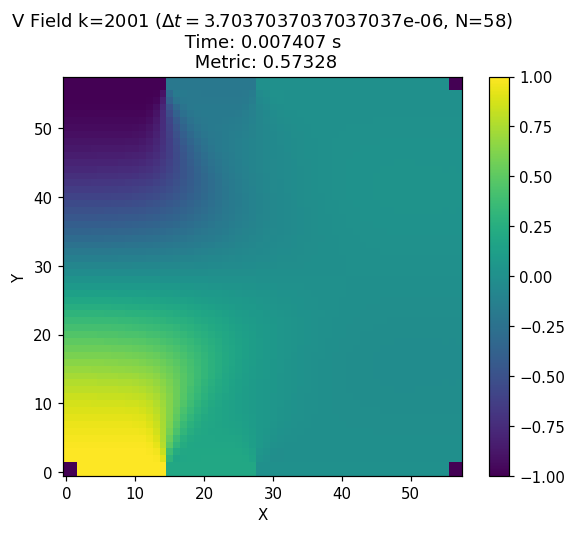 V Field k=2001 (Δt = 3.7037037037037037e-06, N=58)
Time: 0.007407 s
Metric: 0.57328
1.00
0.75
0.50
0.25
0.00
−0.25
−0.50
−0.75
−1.00
50
40
30
20
10
0
Y
0 10 20 30 40 50
X